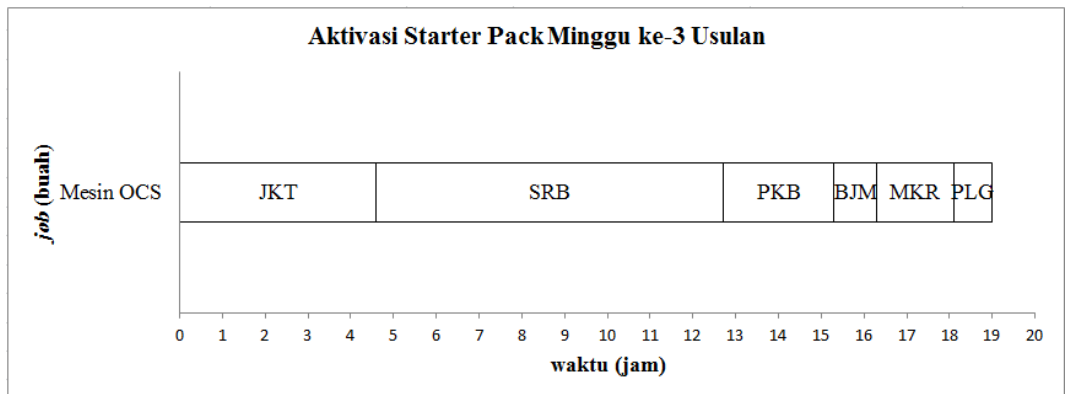 Aktivasi Starter Pack Minggu ke-3 Usulan
job (buah)
Mesin OCS
JKT SRB PKB BJM MKR PLG
0 1 2 3 4 5 6 7 8 9 10 11 12 13 14 15 16 17 18 19 20
waktu (jam)